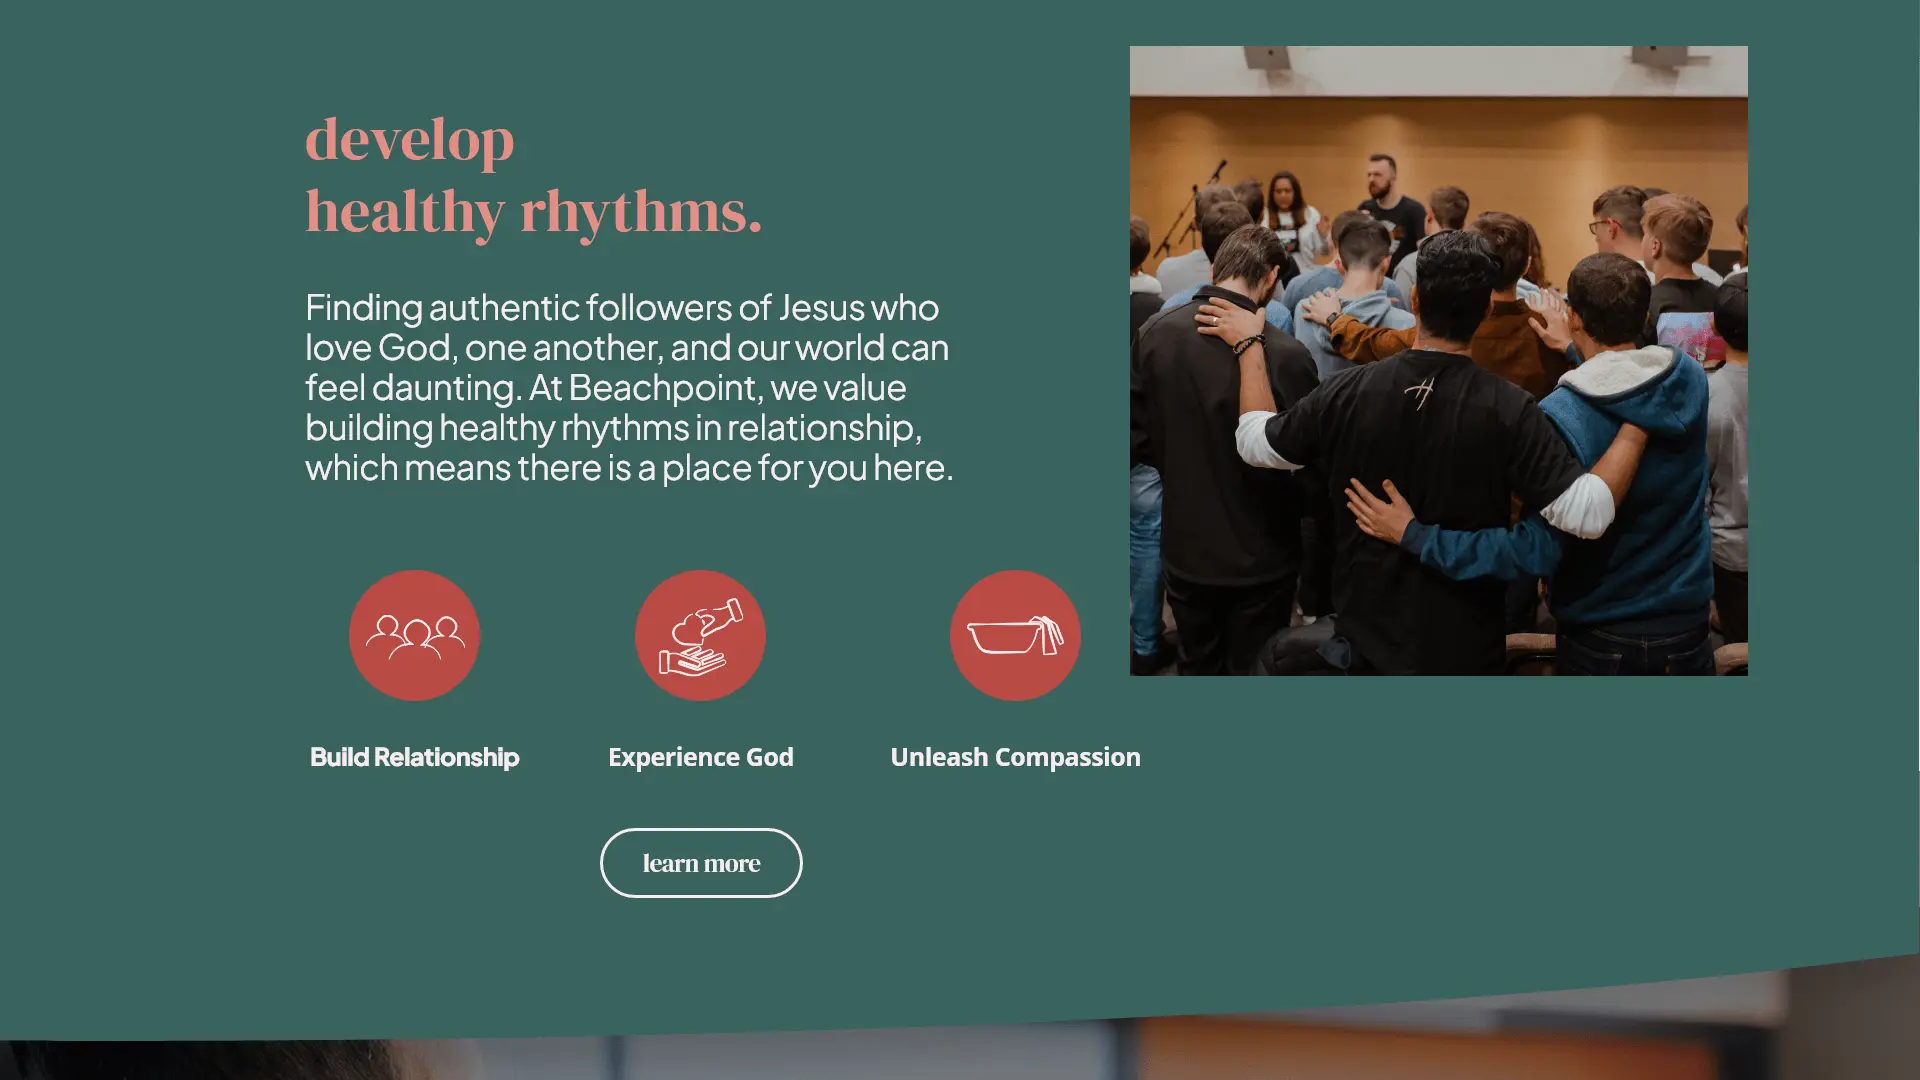 develop
healthy rhythms.
Finding authentic followers of Jesus who
love God, one another, and our world can
feel daunting. At Beachpoint, we value
building healthy rhythms in relationship,
which means there is a place for you here.
Build Relationship
Experience God
Unleash Compassion
learn more